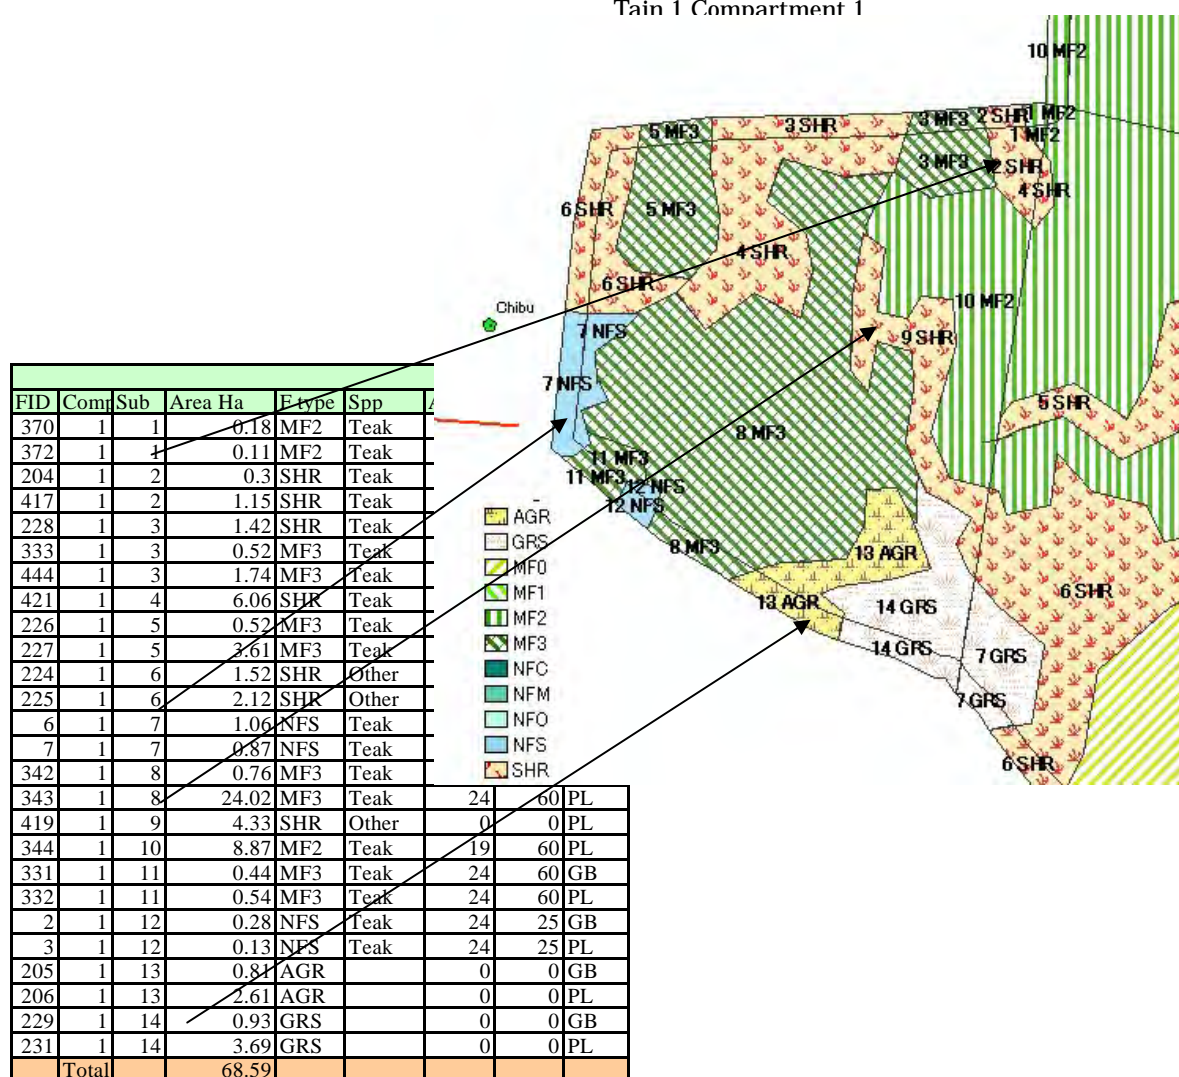 Tain 1 Compartment 1
10 MF2
5 MF3
3 SHR
3 MF3
2 SHR
1 MF2
1 MF2
3 MF3
2 SHR
4 SHR
6 SHR
5 MF3
4 SHR
6 SHR
10 MF2
Chibu
7 NFS
9 SHR
7 NFS
5 SHR
8 MF3
11 MF3
11 MF3
12 NFS
12 NFS
8 MF3
13 AGR
13 AGR
14 GRS
6 SHR
14 GRS
7 GRS
7 GRS
6 SHR
AGR
GRS
MF0
MF1
MF2
MF3
NFC
NFM
NFO
NFS
SHR
FID Comp Sub Area Ha F type Spp
370 1 1 0.18 MF2 Teak
372 1 2 0.11 MF2 Teak
204 1 2 0.3 SHR Teak
417 1 2 1.15 SHR Teak
228 1 3 1.42 SHR Teak
333 1 3 0.52 MF3 Teak
444 1 3 1.74 MF3 Teak
421 1 4 6.06 SHR Teak
226 1 5 0.52 MF3 Teak
227 1 5 3.61 MF3 Teak
224 1 6 1.52 SHR Other
225 1 6 2.12 SHR Other
6 1 7 1.06 NFS Teak
7 1 7 0.87 NFS Teak
342 1 8 0.76 MF3 Teak
343 1 8 24.02 MF3 Teak 24 60 PL
419 1 9 4.33 SHR Other 0 0 PL
344 1 10 8.87 MF2 Teak 19 60 PL
331 1 11 0.44 MF3 Teak 24 60 GB
332 1 11 0.54 MF3 Teak 24 60 PL
2 1 12 0.28 NFS Teak 24 25 GB
3 1 12 0.13 NFS Teak 24 25 PL
205 1 13 0.81 AGR 0 0 GB
206 1 13 2.61 AGR 0 0 PL
229 1 14 0.93 GRS 0 0 GB
231 1 14 3.69 GRS 0 0 PL
Total 68.59